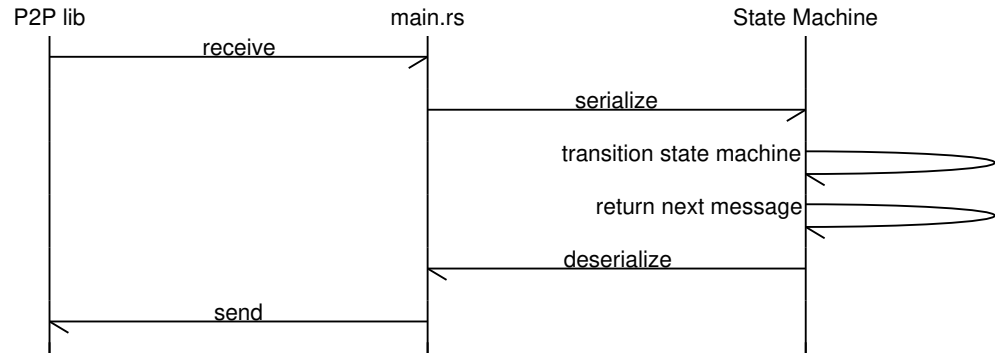 P2P lib
main.rs
State Machine
receive
serialize
transition state machine
return next message
deserialize
send